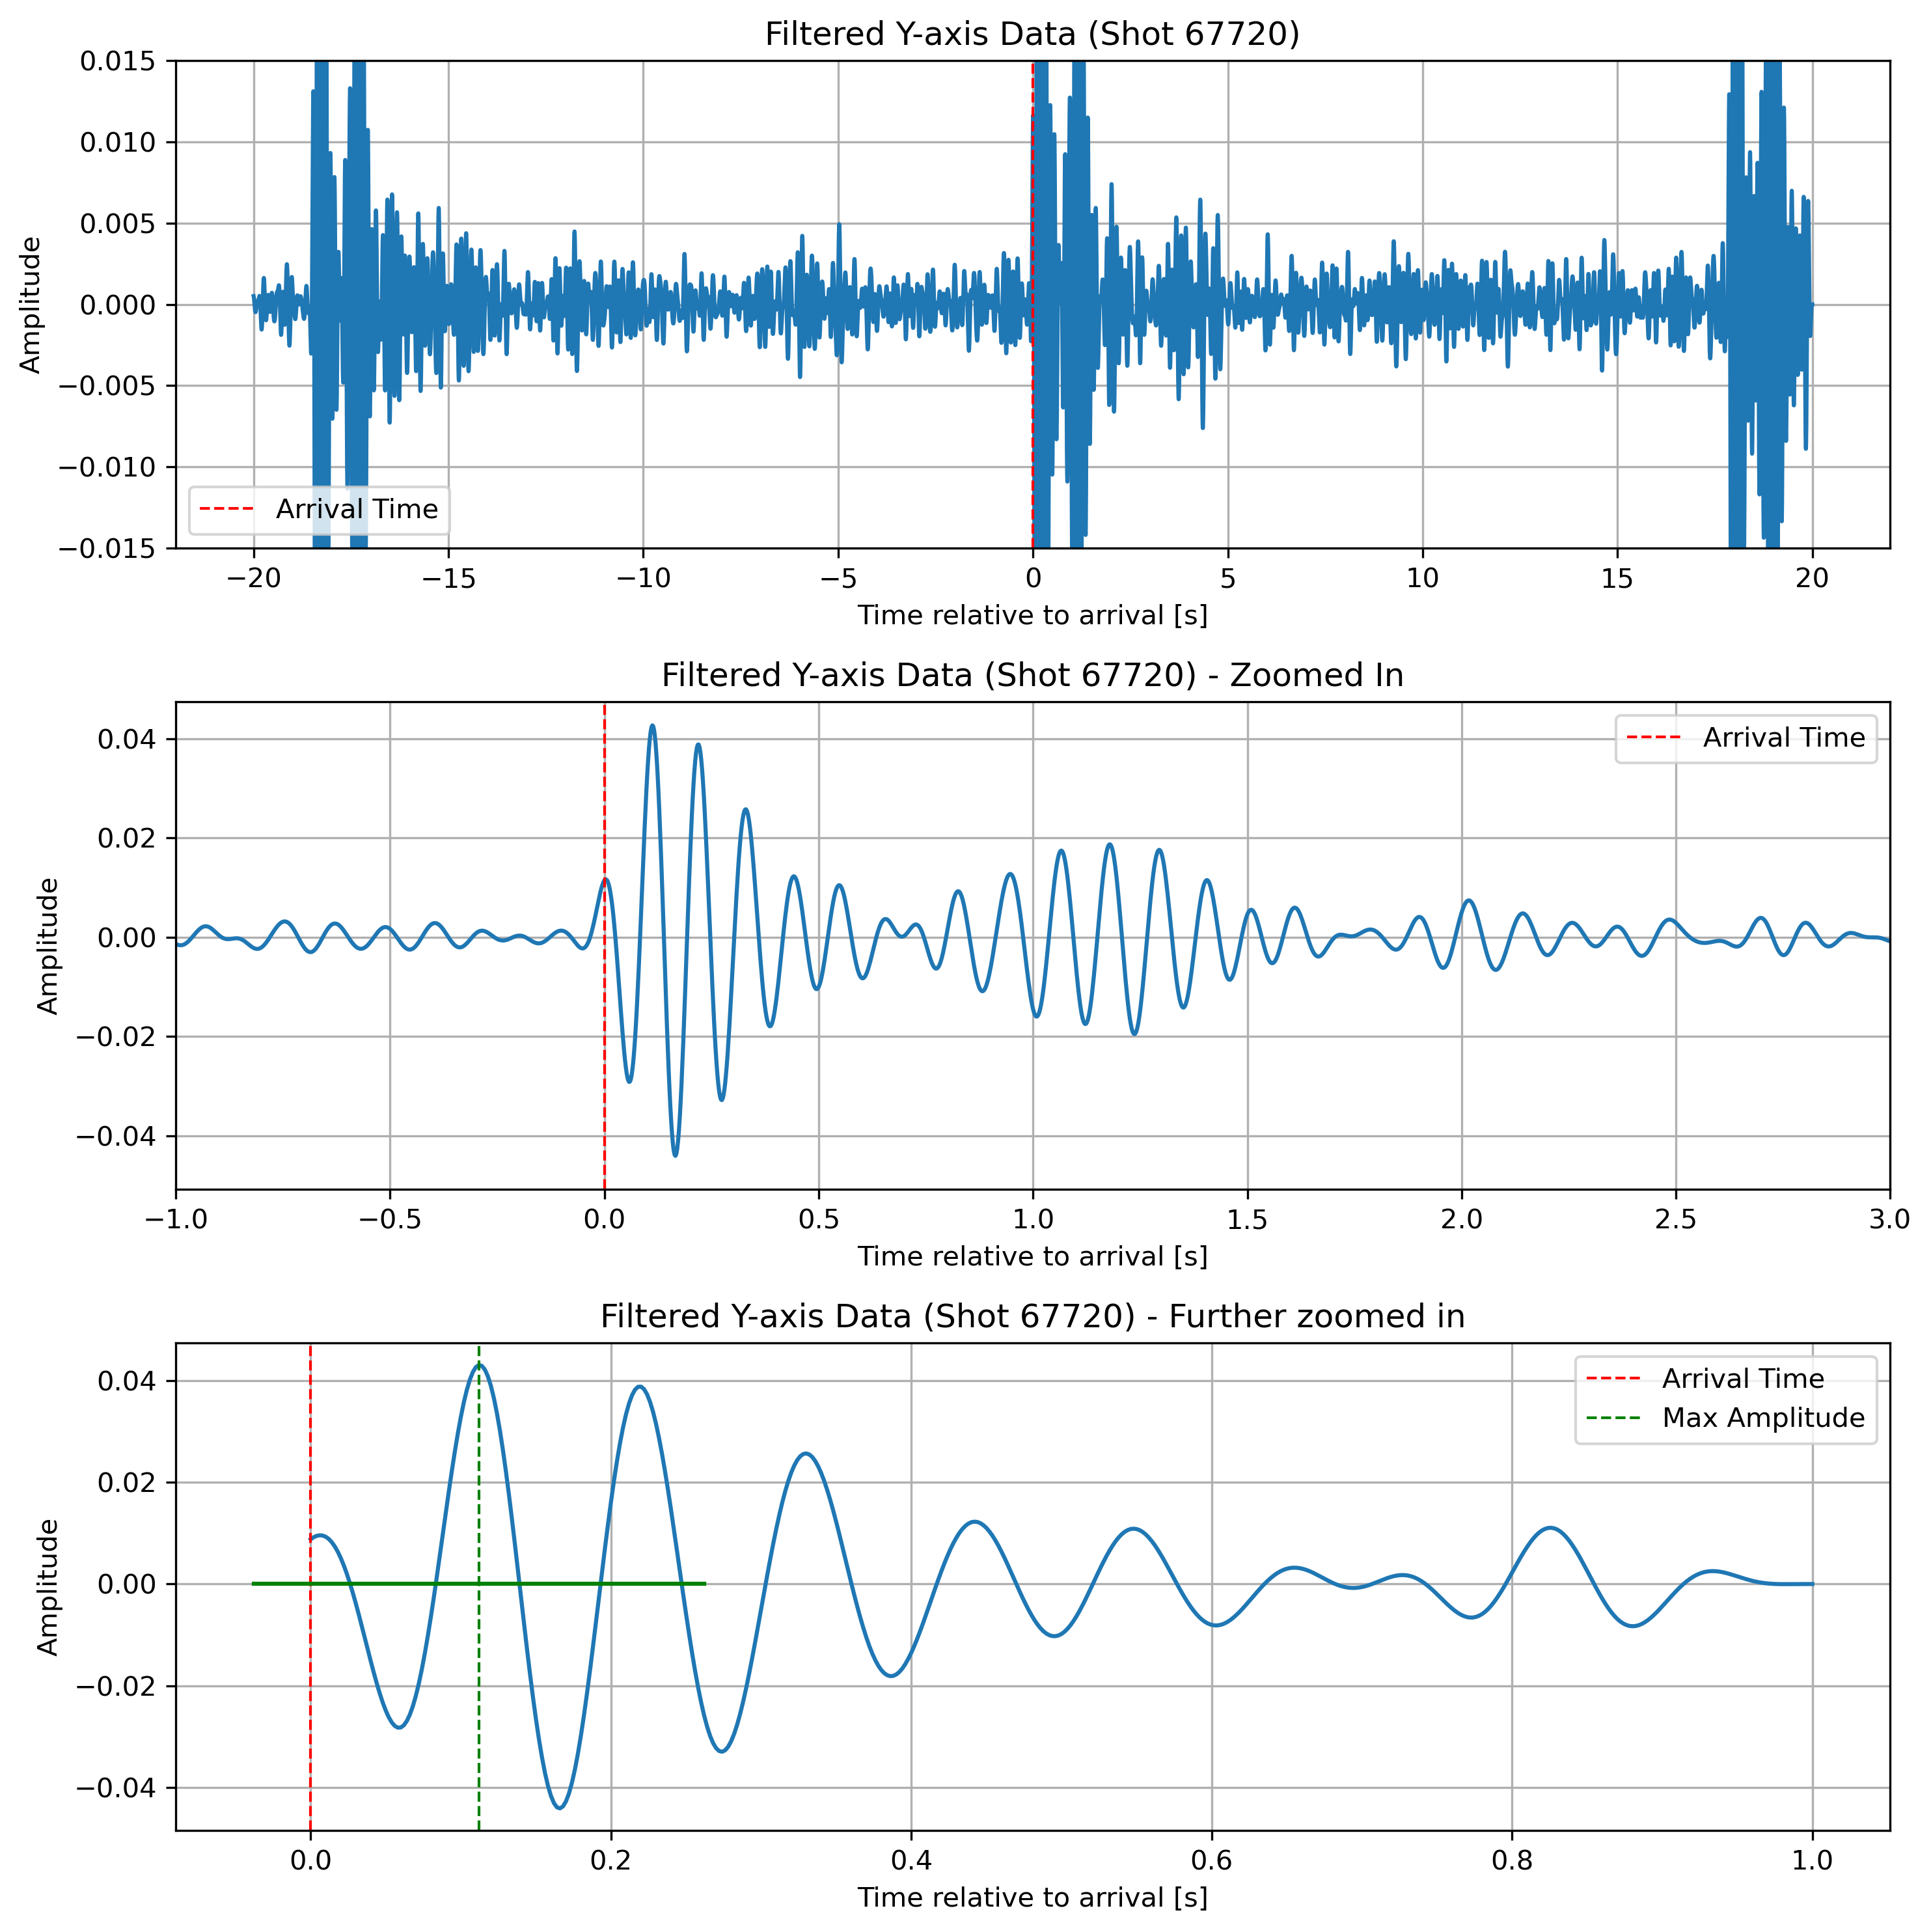 Filtered Y-axis Data (Shot 67720)
0.015
0.010
0.005
0.000
−0.005
−0.010
−0.015
Amplitude
Arrival Time
−20 −15 −10 −5 0 5 10 15 20
Time relative to arrival [s]
Filtered Y-axis Data (Shot 67720) - Zoomed In
0.04
0.02
0.00
−0.02
−0.04
Amplitude
Arrival Time
−1.0 −0.5 0.0 0.5 1.0 1.5 2.0 2.5 3.0
Time relative to arrival [s]
Filtered Y-axis Data (Shot 67720) - Further zoomed in
0.04
0.02
0.00
−0.02
−0.04
Amplitude
Arrival Time
Max Amplitude
0.0 0.2 0.4 0.6 0.8 1.0
Time relative to arrival [s]